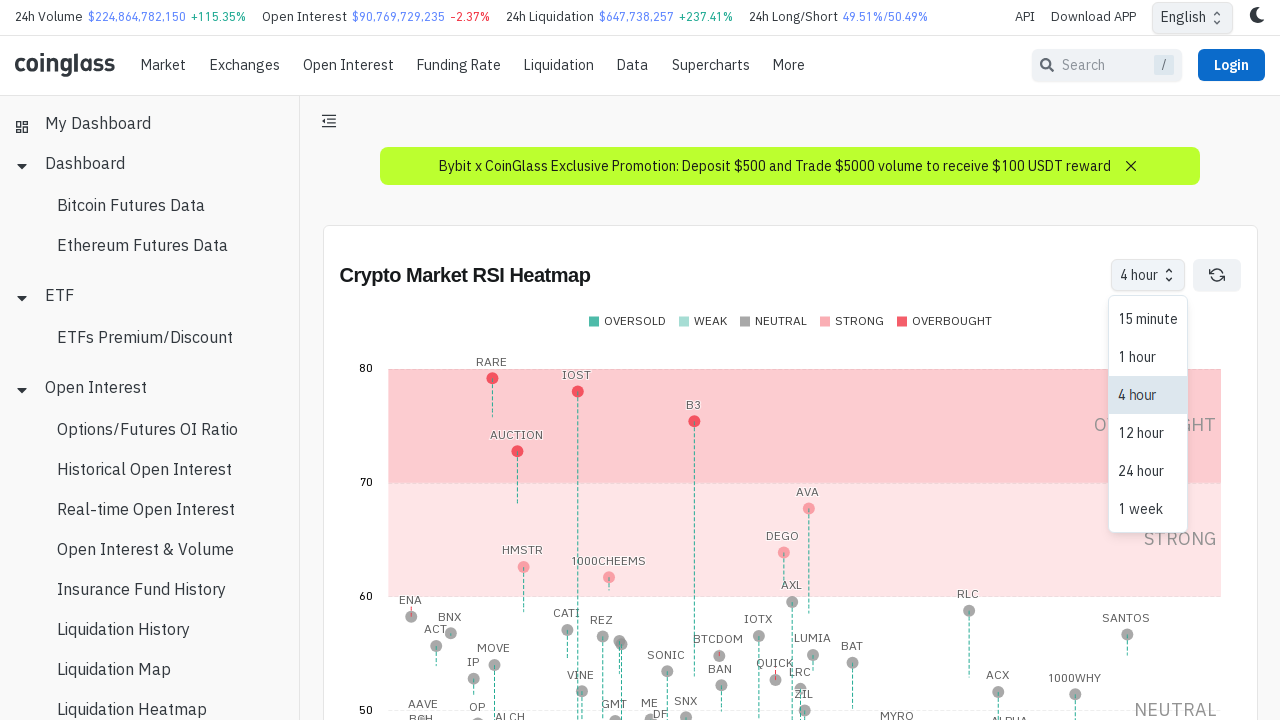 24h Volume $224,864,782,150 +115.35% Open Interest $90,769,729,235 -2.37% 24h Liquidation $647,738,257 +237.41% 24h Long/Short 49.51%/50.49% API Download APP English
coinglass Market Exchanges Open Interest Funding Rate Liquidation Data Supercharts More Search / Login
My Dashboard
Dashboard
Bitcoin Futures Data
Ethereum Futures Data
ETF
ETFs Premium/Discount
Open Interest
Options/Futures OI Ratio
Historical Open Interest
Real-time Open Interest
Open Interest & Volume
Insurance Fund History
Liquidation History
Liquidation Map
Liquidation Heatmap
Bybit x CoinGlass Exclusive Promotion: Deposit $500 and Trade $5000 volume to receive $100 USDT reward
Crypto Market RSI Heatmap 4 hour
15 minute
1 hour
4 hour
12 hour
24 hour
1 week
OVERSOLD WEAK NEUTRAL STRONG OVERBOUGHT
80
RARE
IOST
B3
AUCTION
70
AVA
DEGO
STRONG
HMSTR
1000CHEEMS
AXL
60
ENA
RLC
BNX
CATI
REZ
IOTX
SANTOS
ACT
MOVE
BTCDOM
LUMIA
BAT
IP
SONIC
BAN
QUICK
LRC
VINE
ACX
1000WHY
ZIL
AAVE
OP
GMT
ME
SNX
50
NEUTRAL
BCH
ALCH
DF
MYRO
ALPHA